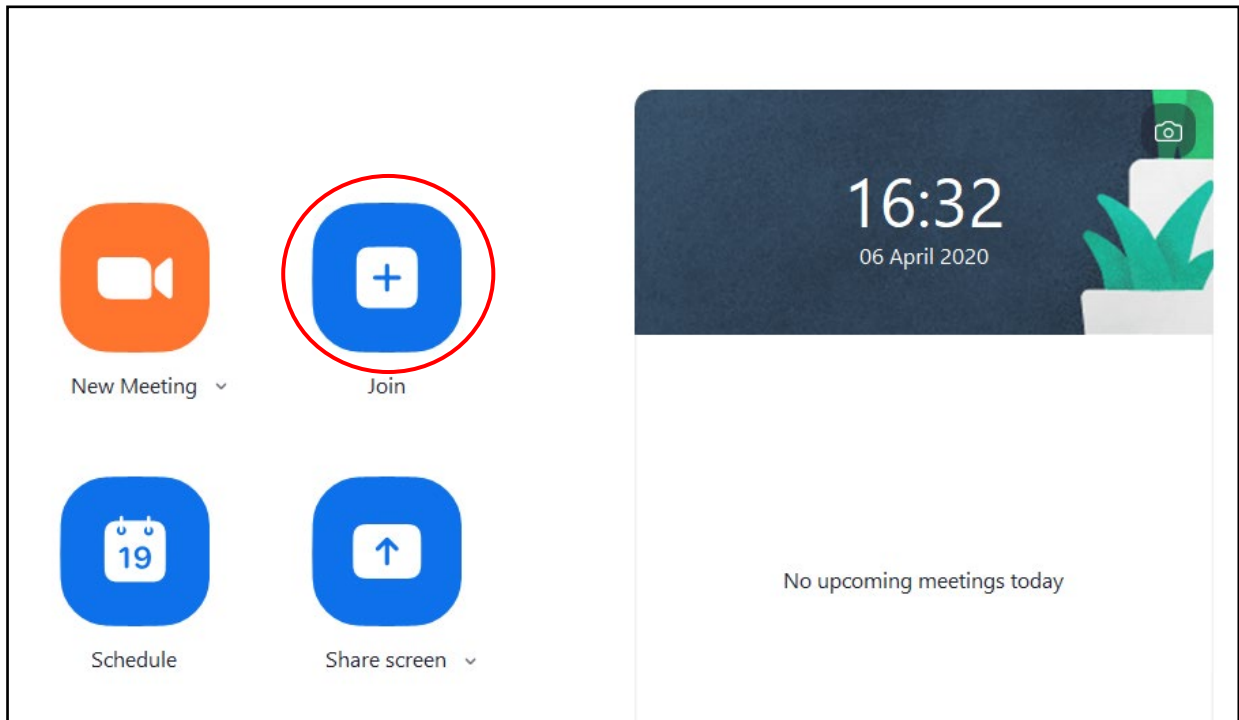 16:32
06 April 2020
New Meeting
Join
19
Schedule
Share screen
No upcoming meetings today